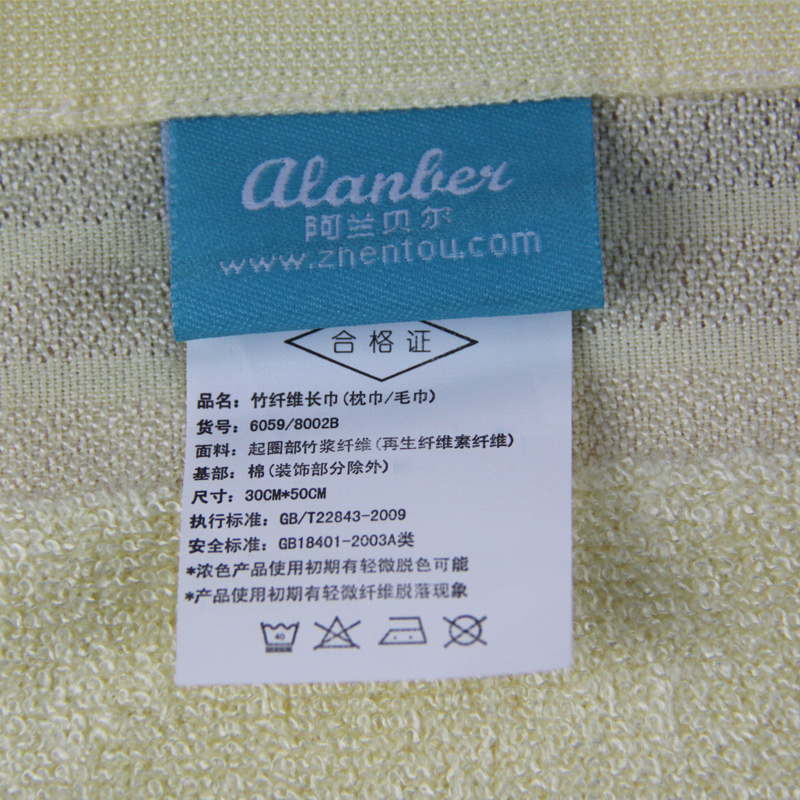 Alanber
阿兰贝尔
www.zhentou.com
合格证
品名：竹纤维长巾(枕巾/毛巾)
货号：6059/8002B
面料：起圈部竹浆纤维(再生纤维素纤维)
基部：棉(装饰部分除外)
尺寸：30CM*50CM
执行标准：GB/T22843-2009
安全标准：GB18401-2003A类
*浓色产品使用初期有轻微脱色可能
*产品使用初期有轻微纤维脱落现象
40